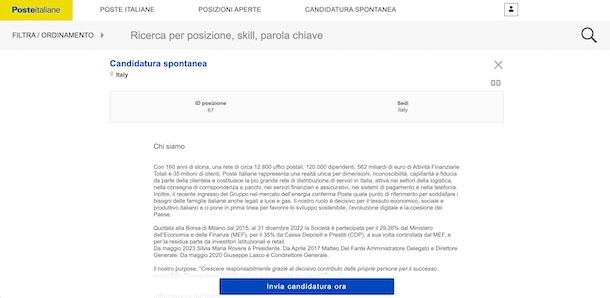 Posteitaliane POSTE ITALIANE POSIZIONI APERTE CANDIDATURA SPONTANEA
FILTRA / ORDINAMENTO Ricerca per posizione, skill, parola chiave
Candidatura spontanea
Italy
ID posizione Sedi
67 Italy
Chi siamo
Con 160 anni di storia, una rete di circa 12.800 uffici postali, 120.000 dipendenti, 562 miliardi di euro di Attività Finanziarie
Totali e 35 milioni di clienti, Poste Italiane rappresenta una realtà unica per dimensioni, riconoscibilità, capillarità e fiducia
da parte della clientela e costituisce la più grande rete di distribuzione di servizi in Italia, attiva nei settori della logistica,
nella consegna di corrispondenza e pacchi, nei servizi finanziari e assicurativi, nei sistemi di pagamento e nella telefonia.
Inoltre, il recente ingresso del Gruppo nel mercato dell'energia conferma Poste quale punto di riferimento per soddisfare i
bisogni delle famiglie italiane anche legati a luce e gas. Il nostro ruolo è decisivo per il tessuto economico, sociale e
produttivo italiano e ci pone in prima linea per favorire lo sviluppo sostenibile, l'evoluzione digitale e la coesione del
Paese.
Quotata alla Borsa di Milano dal 2015, al 31 dicembre 2022 la Società è partecipata per il 29,26% dal Ministero
dell'Economia e delle Finanze (MEF), per il 35% da Cassa Depositi e Prestiti (CDP), a sua volta controllata dal MEF, e
per la residua parte da investitori istituzionali e retail.
Da maggio 2023 Silvia Maria Rovere è Presidente. Da Aprile 2017 Matteo Del Fante Amministratore Delegato e Direttore
Generale. Da maggio 2020 Giuseppe Lasco è Condirettore Generale.
Il nostro purpose: "Crescere responsabilmente grazie al decisivo contributo delle proprie persone per il successo
Invia candidatura ora